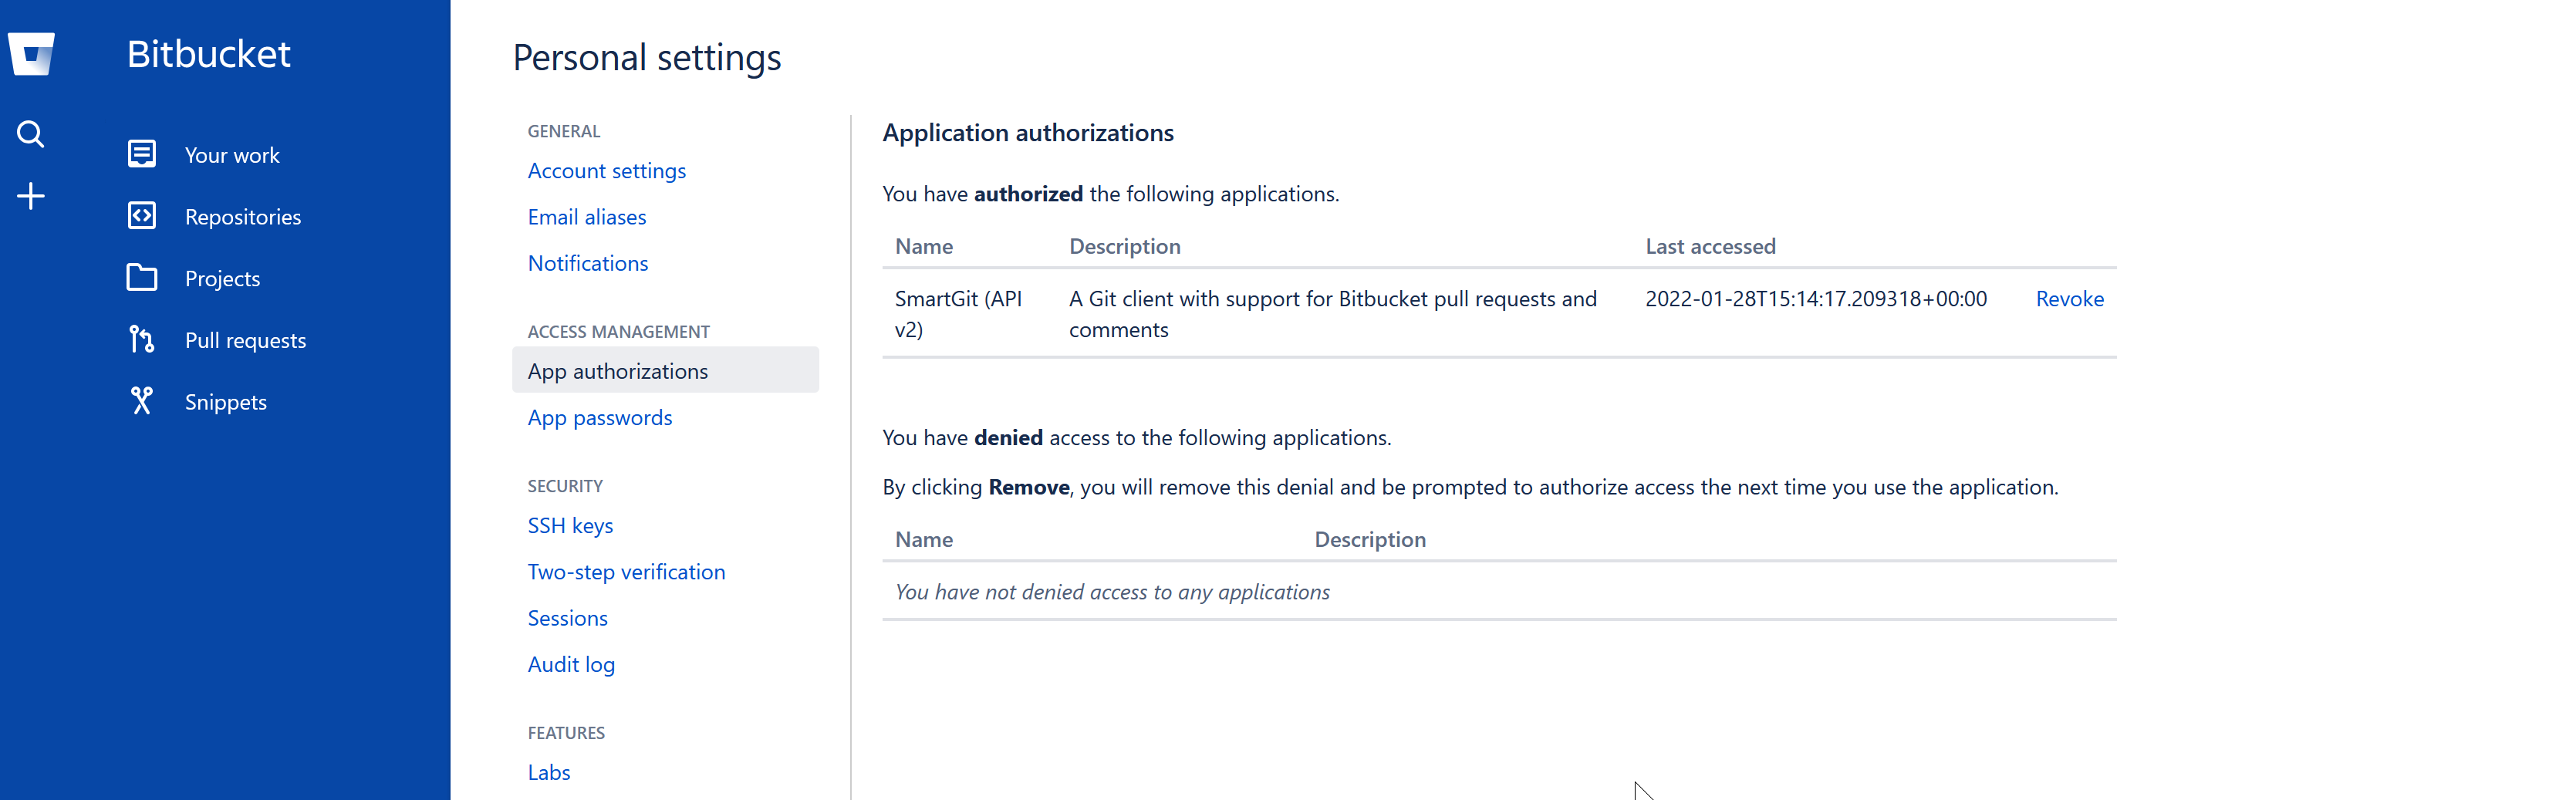 Bitbucket
Your work
Repositories
Projects
Pull requests
Snippets
Personal settings
GENERAL
Account settings
Email aliases
Notifications
ACCESS MANAGEMENT
App authorizations
App passwords
SECURITY
SSH keys
Two-step verification
Sessions
Audit log
FEATURES
Labs
Application authorizations
You have authorized the following applications.
Name Description Last accessed
SmartGit (API A Git client with support for Bitbucket pull requests and 2022-01-28T15:14:17.209318+00:00 Revoke
v2) comments
You have denied access to the following applications.
By clicking Remove, you will remove this denial and be prompted to authorize access the next time you use the application.
Name Description
You have not denied access to any applications